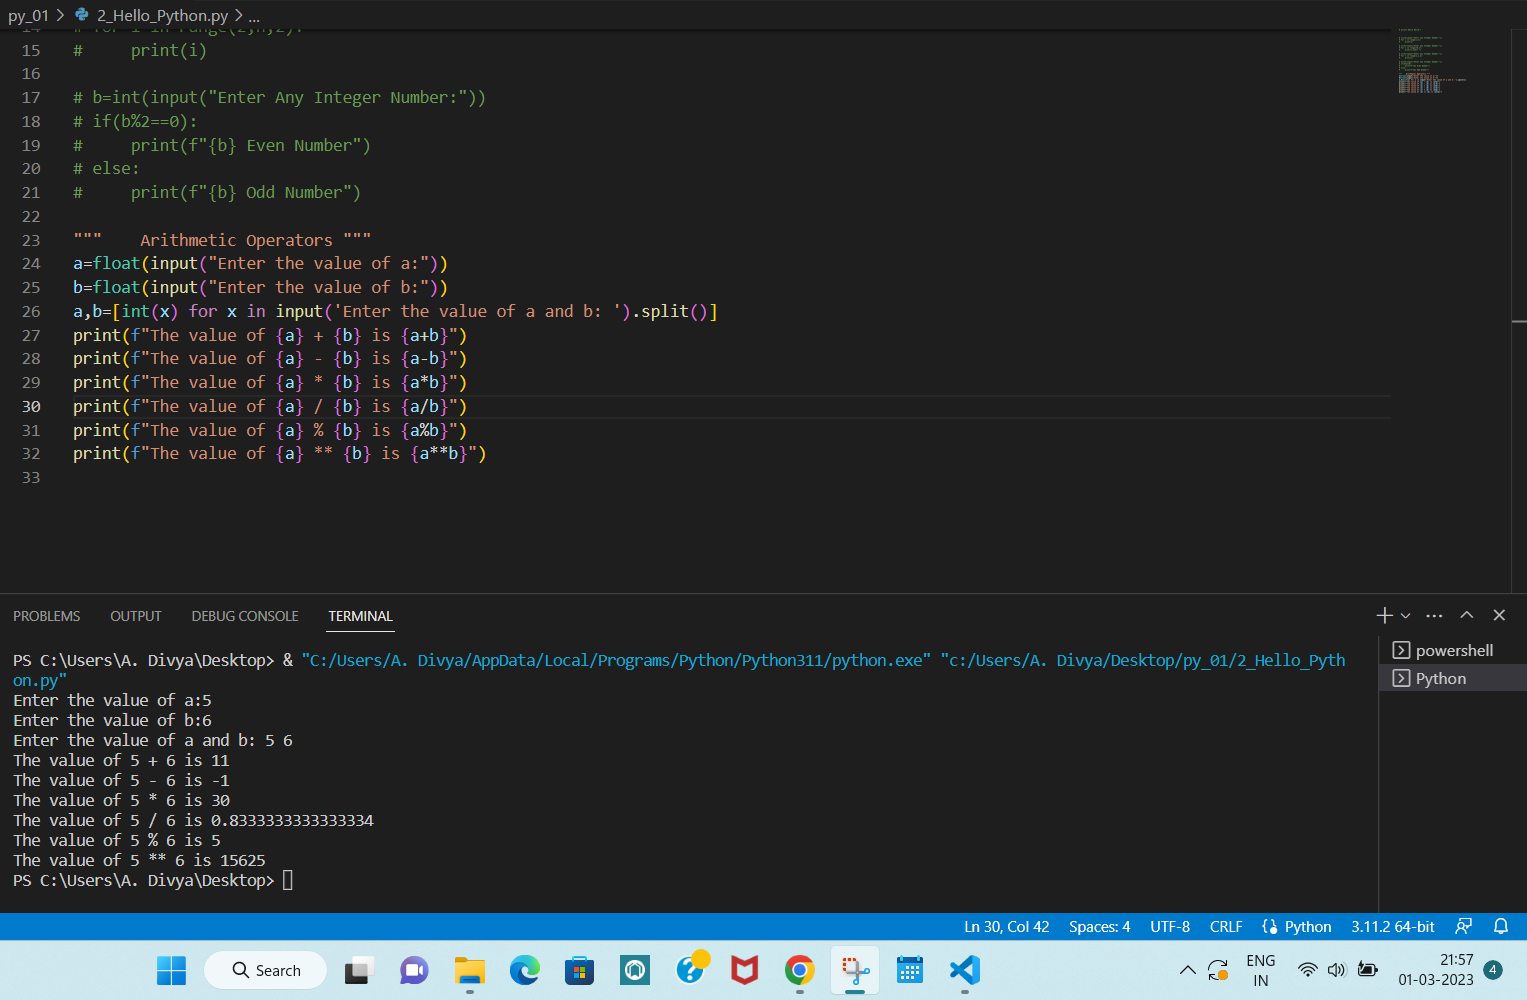 py_01 > 2_Hello_Python.py > ...
14 # for i in range(2,n,2):
15 #     print(i)
16
17 # b=int(input("Enter Any Integer Number:"))
18 # if(b%2==0):
19 #     print(f"{b} Even Number")
20 # else:
21 #     print(f"{b} Odd Number")
22
23 """    Arithmetic Operators """
24 a=float(input("Enter the value of a:"))
25 b=float(input("Enter the value of b:"))
26 a,b=[int(x) for x in input('Enter the value of a and b: ').split()]
27 print(f"The value of {a} + {b} is {a+b}")
28 print(f"The value of {a} - {b} is {a-b}")
29 print(f"The value of {a} * {b} is {a*b}")
30 print(f"The value of {a} / {b} is {a/b}")
31 print(f"The value of {a} % {b} is {a%b}")
32 print(f"The value of {a} ** {b} is {a**b}")
33
PROBLEMS OUTPUT DEBUG CONSOLE TERMINAL
PS C:\Users\A. Divya\Desktop> & "C:/Users/A. Divya/AppData/Local/Programs/Python/Python311/python.exe" "c:/Users/A. Divya/Desktop/py_01/2_Hello_Pyth
on.py"
Enter the value of a:5
Enter the value of b:6
Enter the value of a and b: 5 6
The value of 5 + 6 is 11
The value of 5 - 6 is -1
The value of 5 * 6 is 30
The value of 5 / 6 is 0.8333333333333334
The value of 5 % 6 is 5
The value of 5 ** 6 is 15625
PS C:\Users\A. Divya\Desktop>
powershell
Python
Ln 30, Col 42 Spaces: 4 UTF-8 CRLF Python 3.11.2 64-bit
Search
ENG
IN
21:57
01-03-2023
4